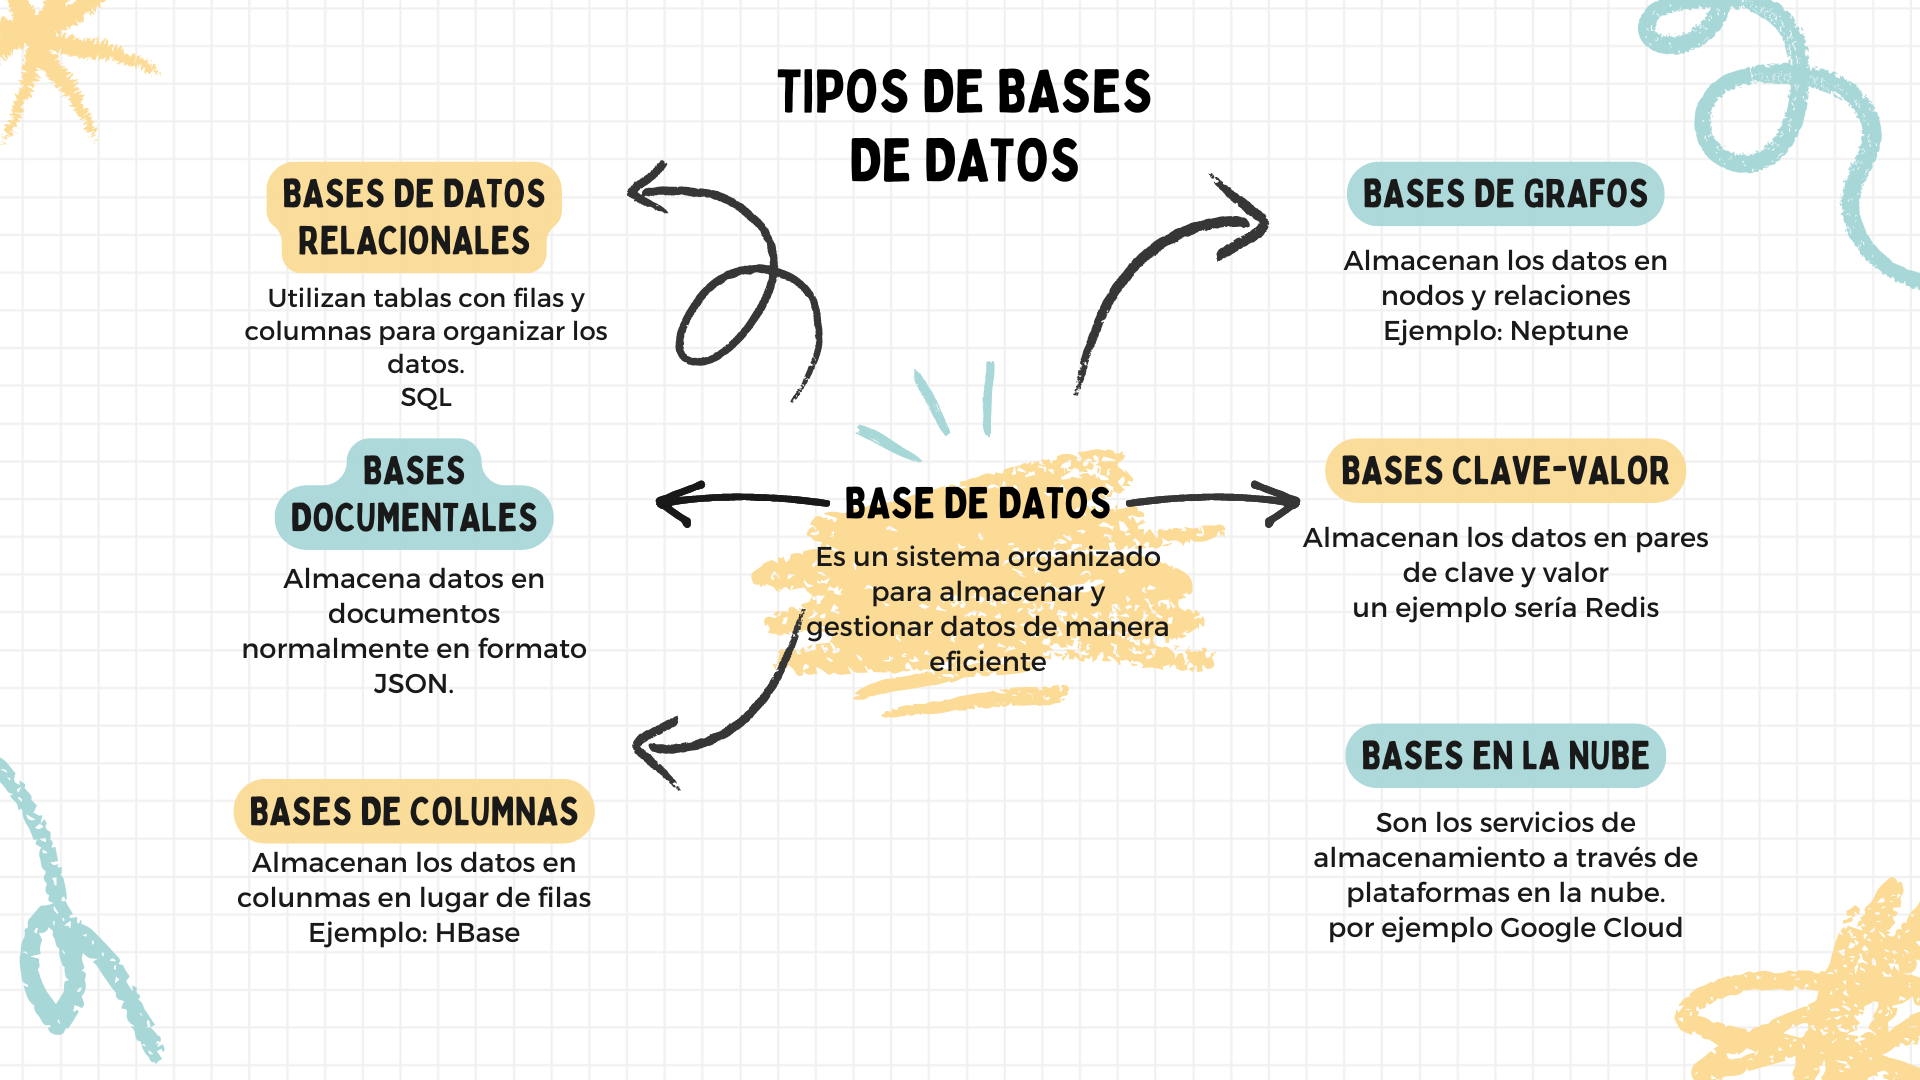 TIPOS DE BASES
DE DATOS
BASES DE DATOS
RELACIONALES
Utilizan tablas con filas y
columnas para organizar los
datos.
SQL
BASES
DOCUMENTALES
Almacena datos en
documentos
normalmente en formato
JSON.
BASES DE COLUMNAS
Almacenan los datos en
colunmas en lugar de filas
Ejemplo: HBase
BASE DE DATOS
Es un sistema organizado
para almacenar y
gestionar datos de manera
eficiente
BASES DE GRAFOS
Almacenan los datos en
nodos y relaciones
Ejemplo: Neptune
BASES CLAVE-VALOR
Almacenan los datos en pares
de clave y valor
un ejemplo sería Redis
BASES EN LA NUBE
Son los servicios de
almacenamiento a través de
plataformas en la nube.
por ejemplo Google Cloud